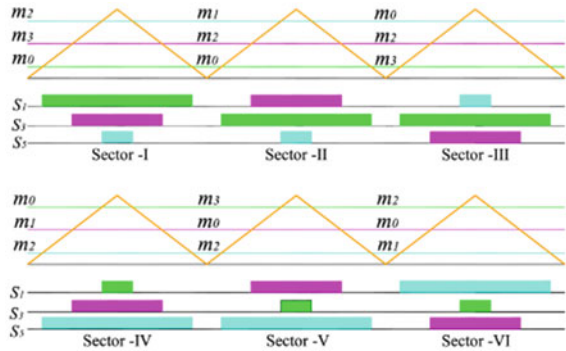 m2 m1 m0
m3 m2 m2
m0 m0 m3
S1
S3
S5
Sector -I Sector -II Sector -III
m0 m3 m2
m1 m0 m0
m2 m2 m1
S1
S3
S5
Sector -IV Sector -V Sector -VI